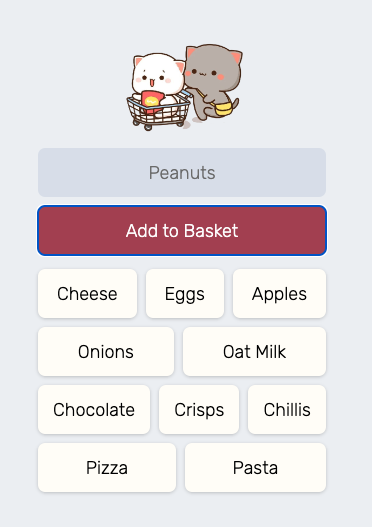 Peanuts
Add to Basket
Cheese Eggs Apples
Onions Oat Milk
Chocolate Crisps Chillis
Pizza Pasta